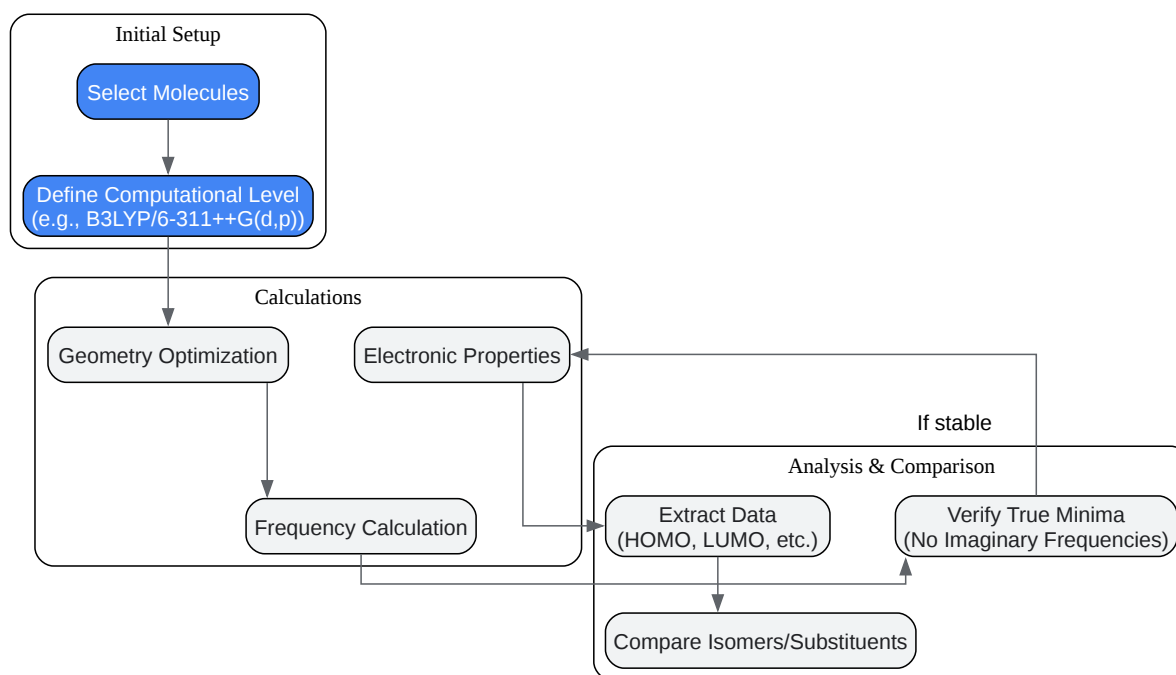 Initial Setup
Select Molecules
Define Computational Level
(e.g., B3LYP/6-311++G(d,p))
Calculations
Geometry Optimization
Electronic Properties
If stable
Analysis & Comparison
Frequency Calculation
Extract Data
(HOMO, LUMO, etc.)
Verify True Minima
(No Imaginary Frequencies)
Compare Isomers/Substituents